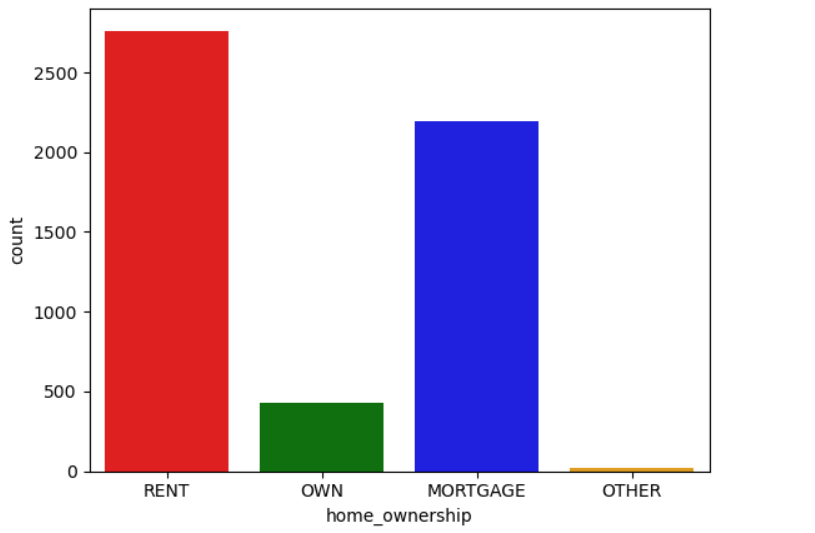 2500
2000
1500
1000
500
0
count
RENT OWN MORTGAGE OTHER
home_ownership